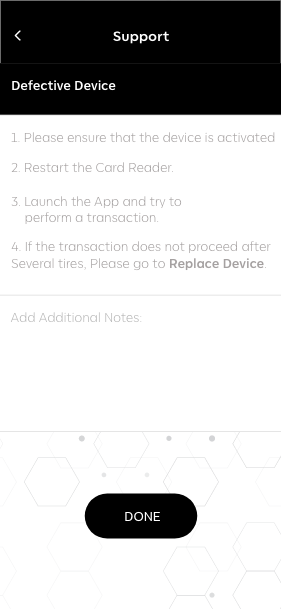 Support
Defective Device
1. Please ensure that the device is activated
2. Restart the Card Reader.
3. Launch the App and try to
perform a transaction.
4. If the transaction does not proceed after
Several tires, Please go to Replace Device.
Add Additional Notes:
DONE